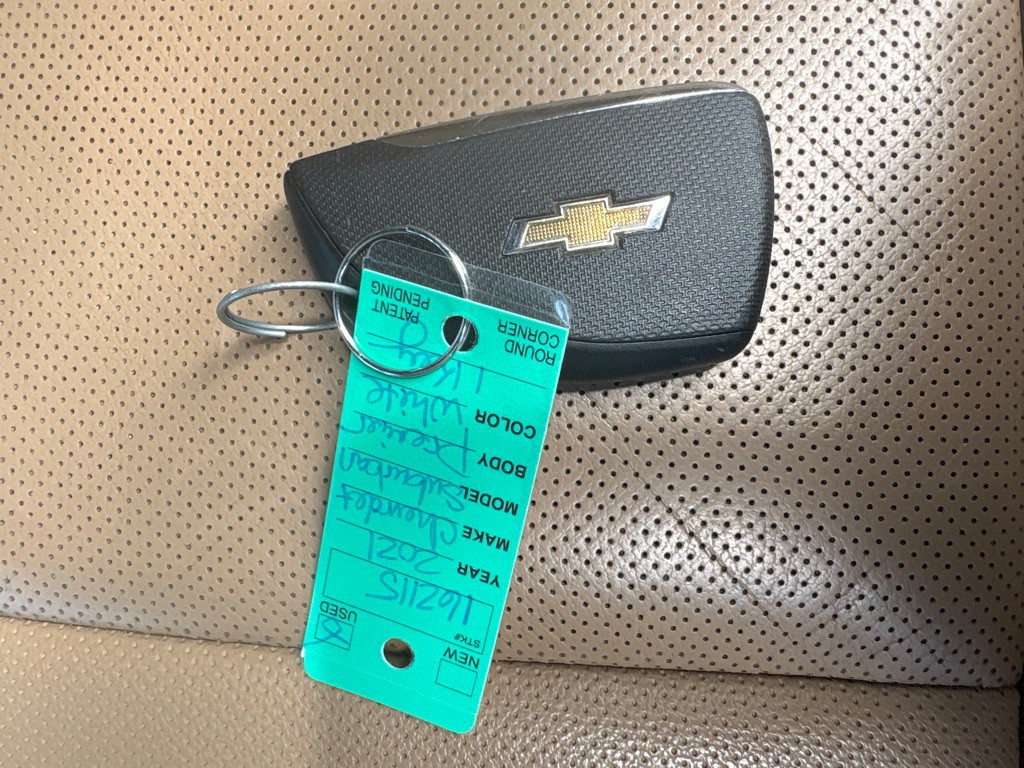 NEW USED
STK# 116211S
YEAR 2021
MAKE Chevrolet
MODEL Suburban
BODY Premier
COLOR White
1 Key
ROUND CORNER PATENT PENDING